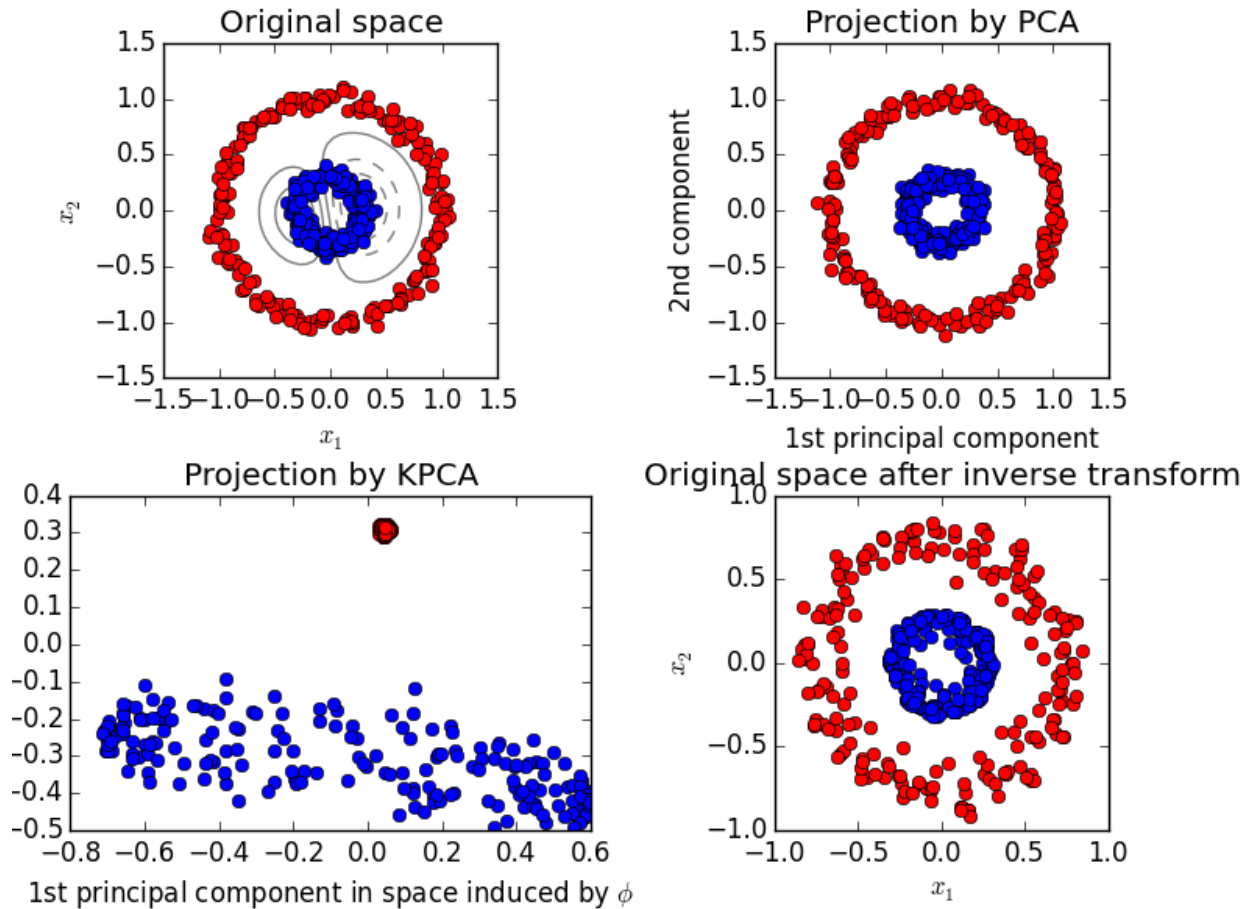 Original space
1.5
1.0
0.5
0.0
−0.5
−1.0
−1.5
x₂
−1.5−1.0−0.5 0.0 0.5 1.0 1.5
x₁
Projection by PCA
1.5
1.0
0.5
0.0
−0.5
−1.0
−1.5
2nd component
−1.5−1.0−0.5 0.0 0.5 1.0 1.5
1st principal component
Projection by KPCA
0.4
0.3
0.2
0.1
0.0
-0.1
-0.2
-0.3
-0.4
-0.5
−0.8 −0.6 −0.4 −0.2 0.0 0.2 0.4 0.6
1st principal component in space induced by ϕ
Original space after inverse transform
1.0
0.5
0.0
−0.5
−1.0
x₂
−1.0 −0.5 0.0 0.5 1.0
x₁